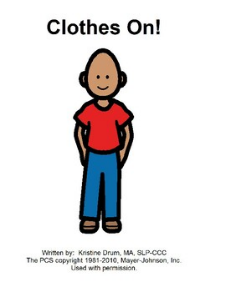 Clothes On!
Written by: Kristine Drum, MA, SLP-CCC
The PCS copyright 1981-2010, Mayer-Johnson, Inc.
Used with permission.